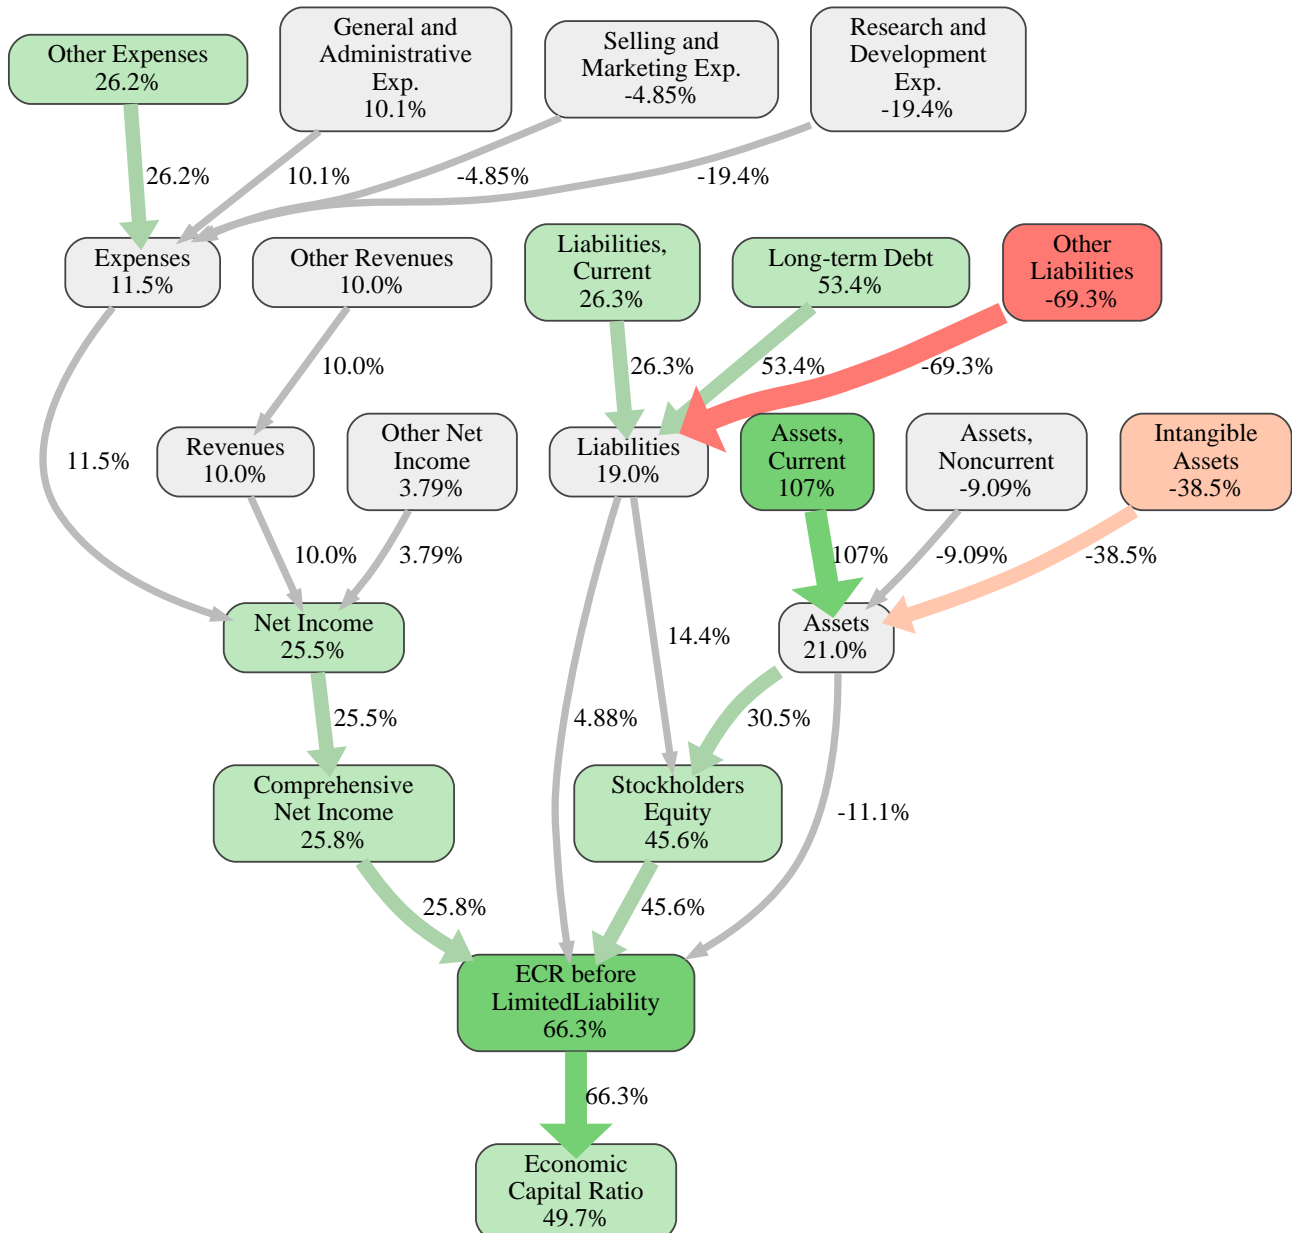 General and
Administrative
Exp.
10.1%
Research and
Development
Exp.
-19.4%
Other Expenses
26.2%
Selling and
Marketing Exp.
-4.85%
26.2%
10.1%
-4.85%
-19.4%
Expenses
11.5%
Other Revenues
10.0%
Liabilities,
Current
26.3%
Long-term Debt
53.4%
Other
Liabilities
-69.3%
10.0%
26.3%
53.4%
-69.3%
11.5%
Revenues
10.0%
Other Net
Income
3.79%
Liabilities
19.0%
Assets,
Current
107%
Assets,
Noncurrent
-9.09%
Intangible
Assets
-38.5%
10.0%
3.79%
107%
-9.09%
-38.5%
Net Income
25.5%
14.4%
Assets
21.0%
25.5%
4.88%
30.5%
Comprehensive
Net Income
25.8%
Stockholders
Equity
45.6%
-11.1%
25.8%
45.6%
ECR before
LimitedLiability
66.3%
66.3%
Economic
Capital Ratio
49.7%